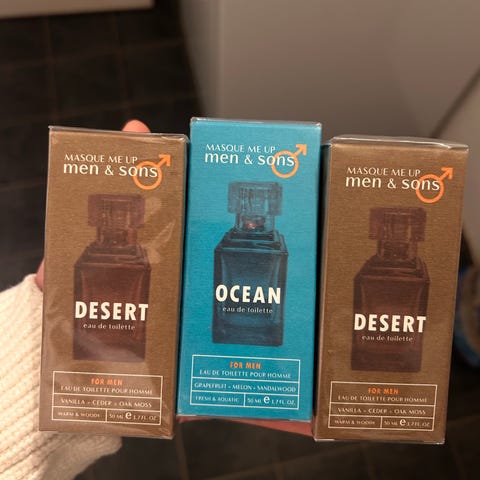 MASQUE ME UP
men & sons
DESERT
eau de toilette
FOR MEN
EAU DE TOILETTE POUR HOMME
VANILLA • CEDER • OAK MOSS
WARM & WOODY
50 ML e 1.7 FL. OZ.
MASQUE ME UP
men & sons
OCEAN
eau de toilette
FOR MEN
EAU DE TOILETTE POUR HOMME
GRAPEFRUIT • MELON • SANDALWOOD
FRESH & AQUATIC
50 ML e 1.7 FL. OZ.
MASQUE ME UP
men & sons
DESERT
eau de toilette
FOR MEN
EAU DE TOILETTE POUR HOMME
VANILLA • CEDER • OAK MOSS
WARM & WOODY
50 ML e 1.7 FL. OZ.